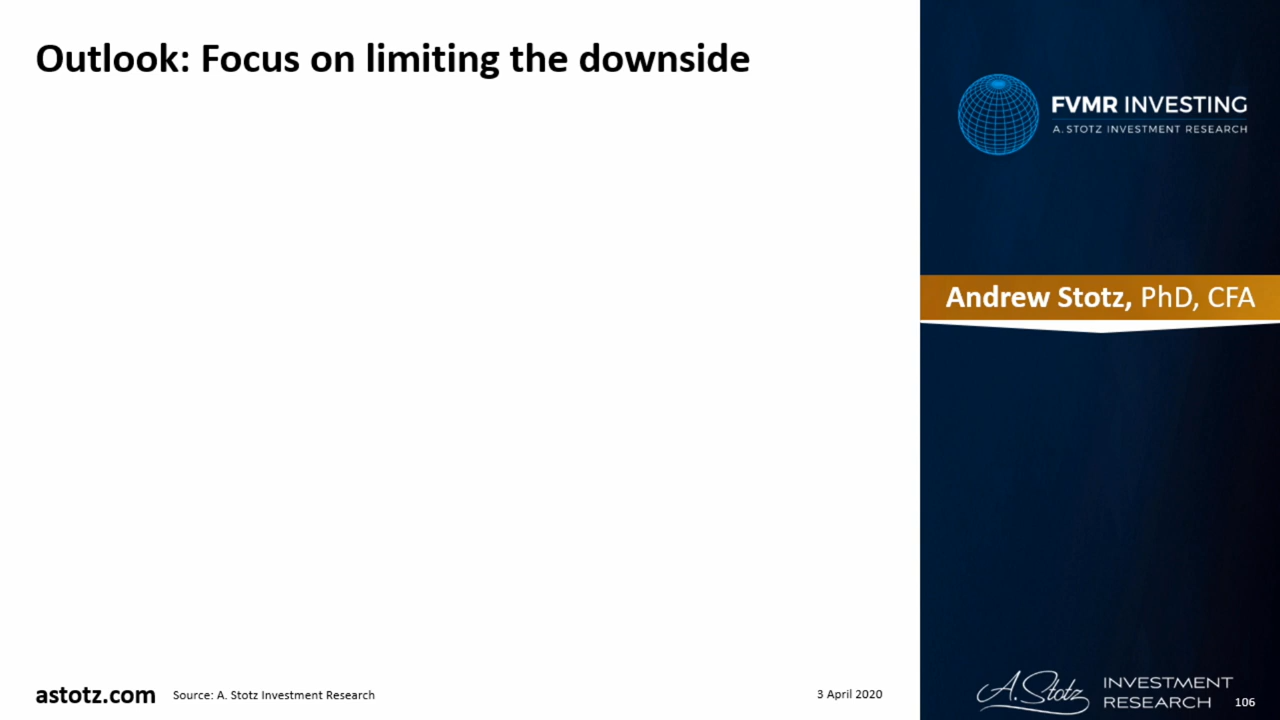 Outlook: Focus on limiting the downside
FVMR INVESTING
A. STOTZ INVESTMENT RESEARCH
Andrew Stotz, PhD, CFA
astotz.com
Source: A. Stotz Investment Research
3 April 2020
A. Stotz
INVESTMENT
RESEARCH
106